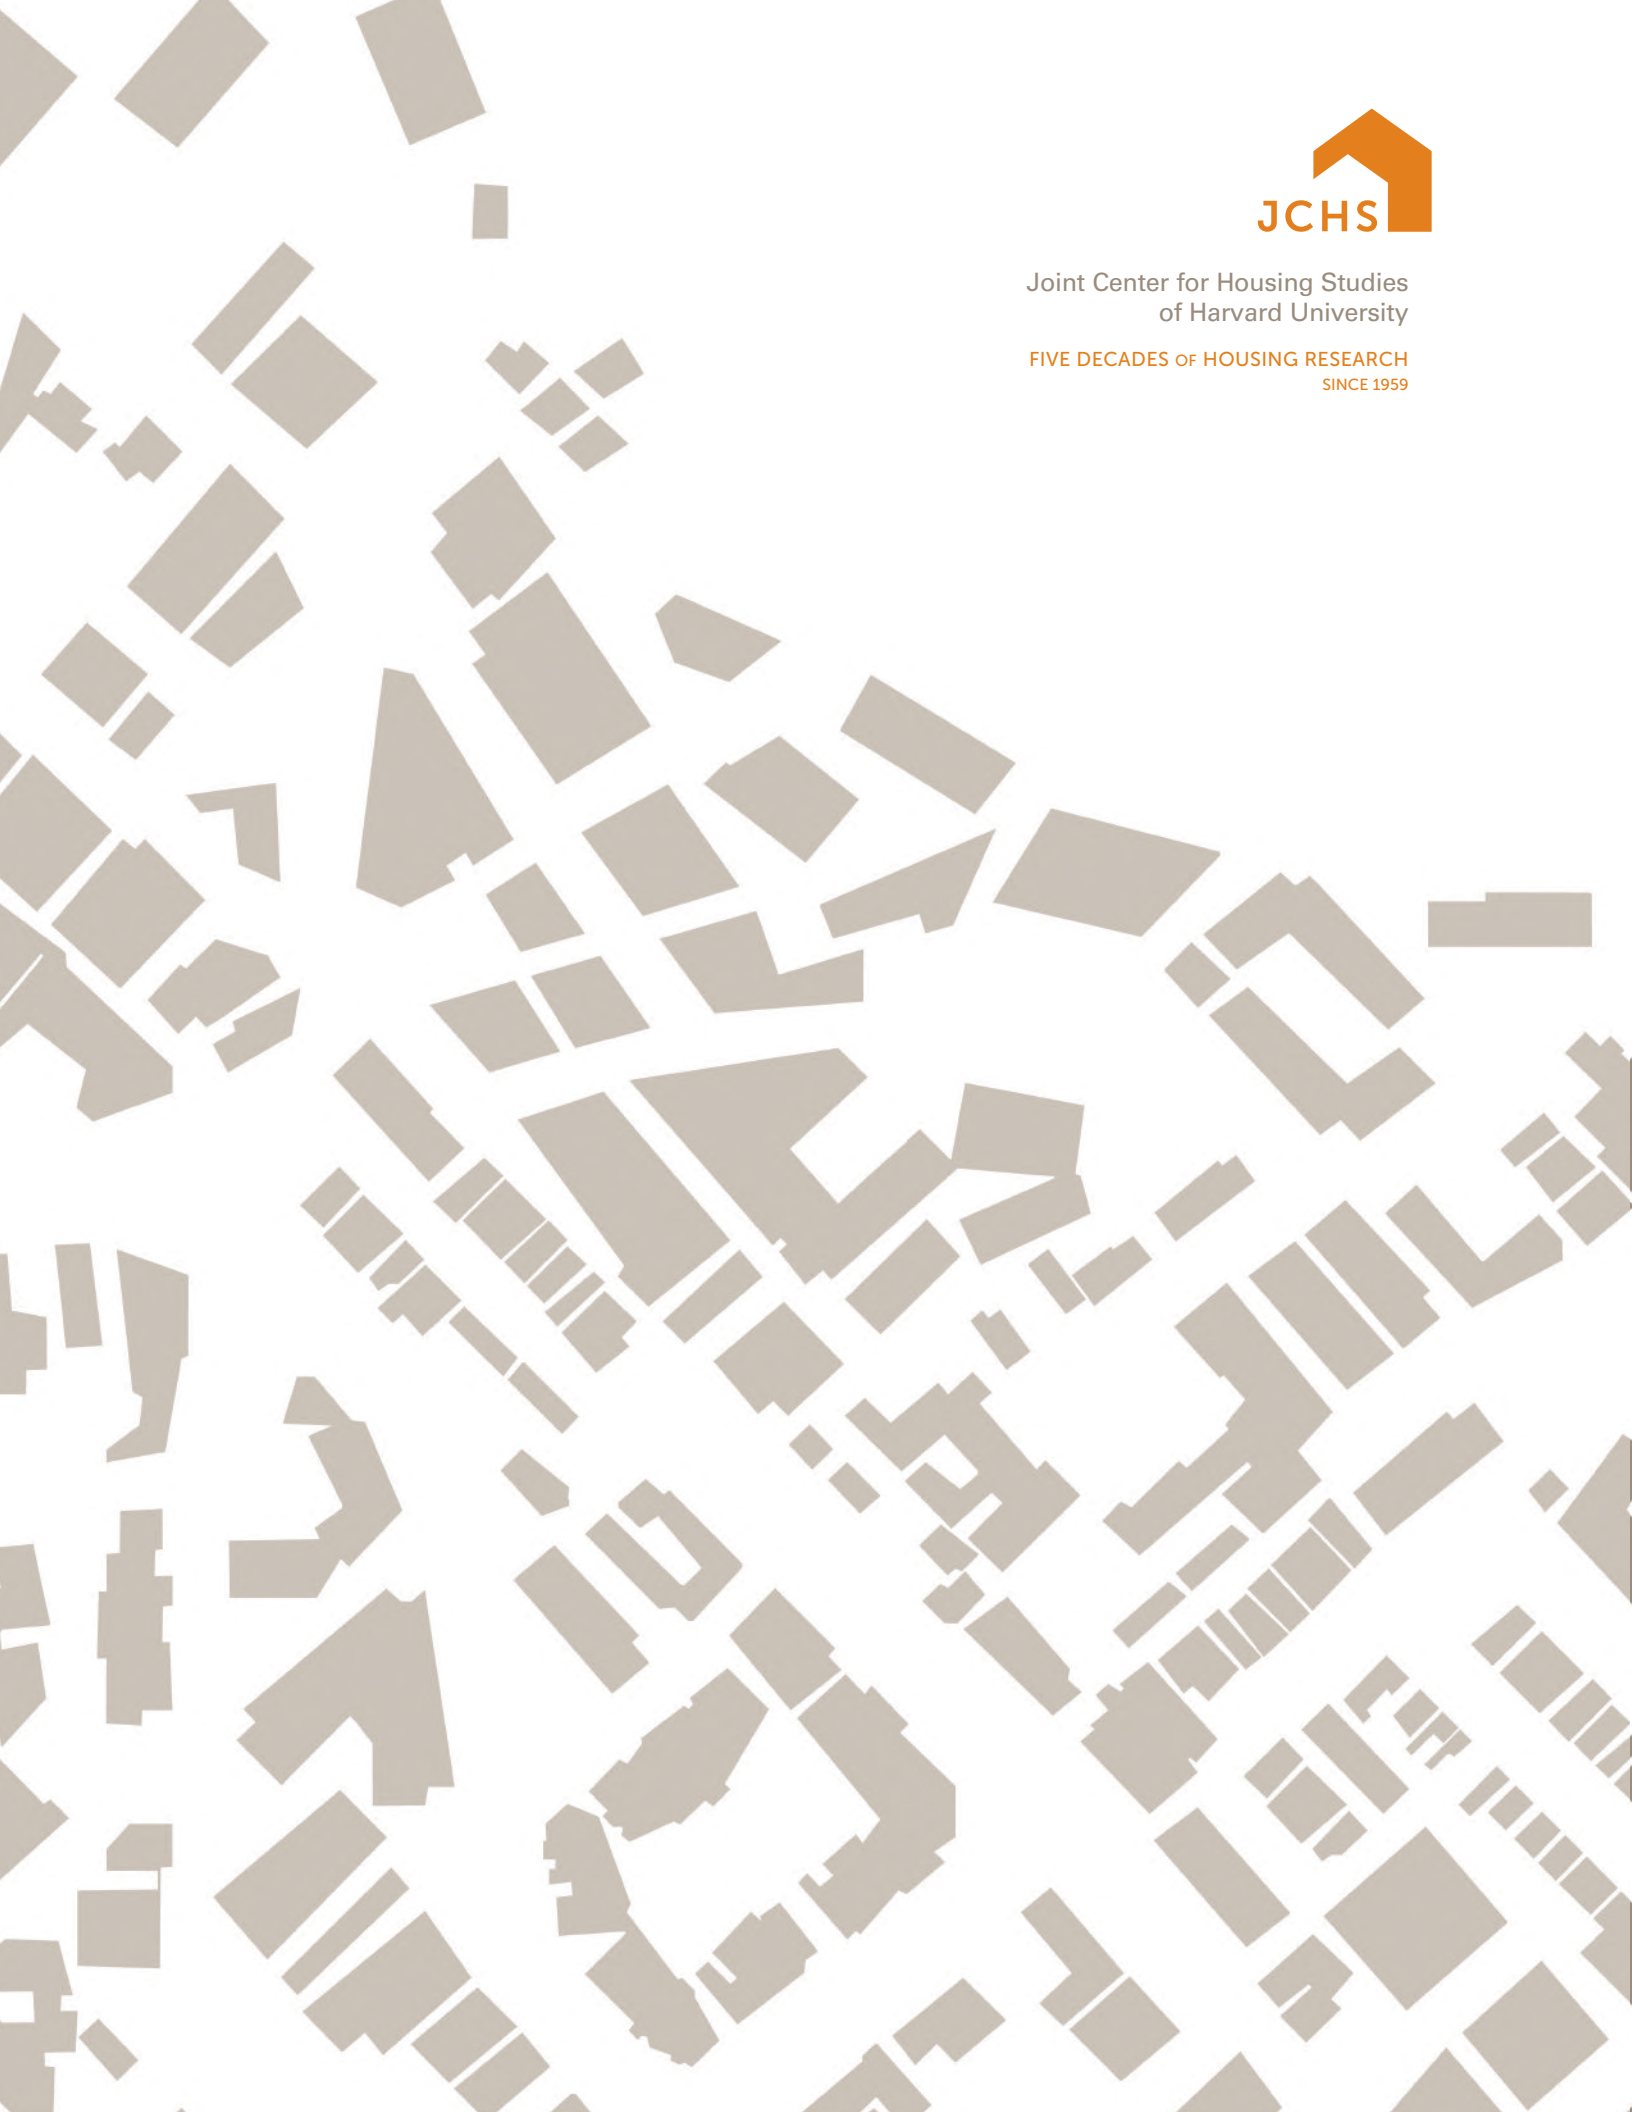 JCHS
Joint Center for Housing Studies
of Harvard University
FIVE DECADES OF HOUSING RESEARCH
SINCE 1959